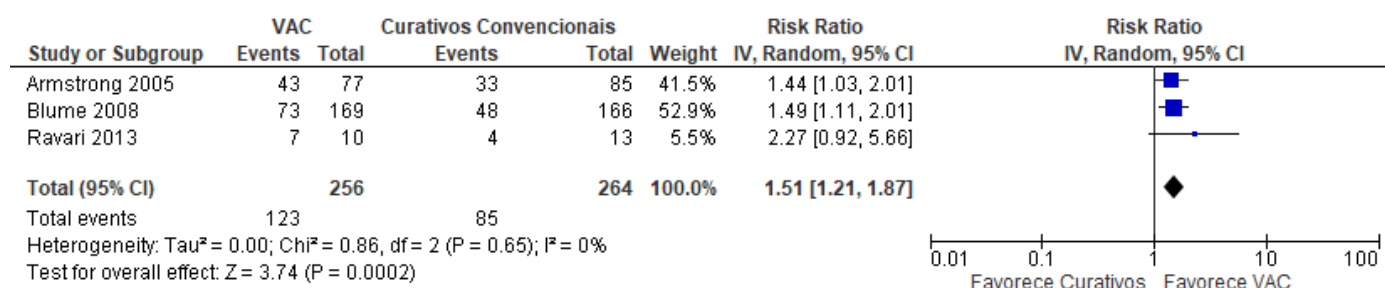 VAC Curativos Convencionais Risk Ratio Risk Ratio
Study or Subgroup Events Total Events Total Weight IV, Random, 95% CI IV, Random, 95% CI
Armstrong 2005 43 77 33 85 41.5% 1.44 [1.03, 2.01]
Blume 2008 73 169 48 166 52.9% 1.49 [1.11, 2.01]
Ravari 2013 7 10 4 13 5.5% 2.27 [0.92, 5.66]
Total (95% CI) 256 264 100.0% 1.51 [1.21, 1.87]
Total events 123 85
Heterogeneity: Tau² = 0.00; Chi² = 0.86, df = 2 (P = 0.65); I² = 0%
Test for overall effect: Z = 3.74 (P = 0.0002)
0.01 0.1 1 10 100
Favorece Curativos Favorece VAC